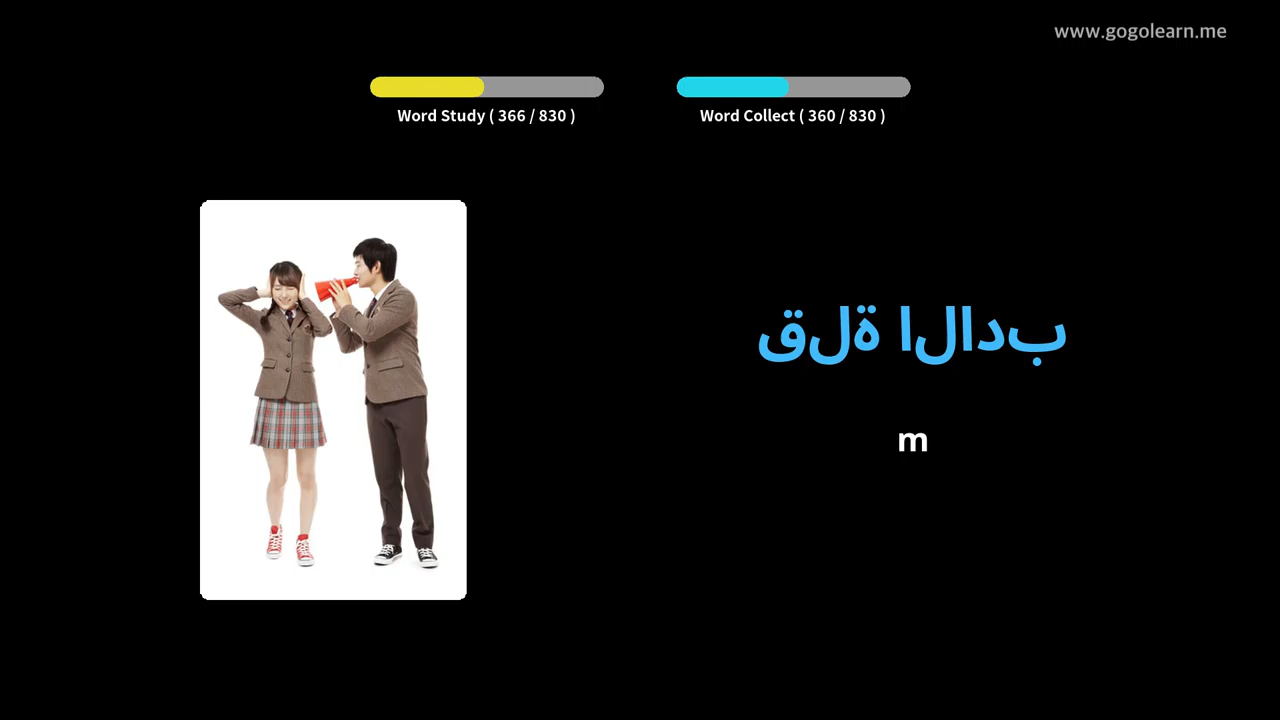 www.gogolearn.me
Word Study ( 366 / 830 )
Word Collect ( 360 / 830 )
قلة الادب
m